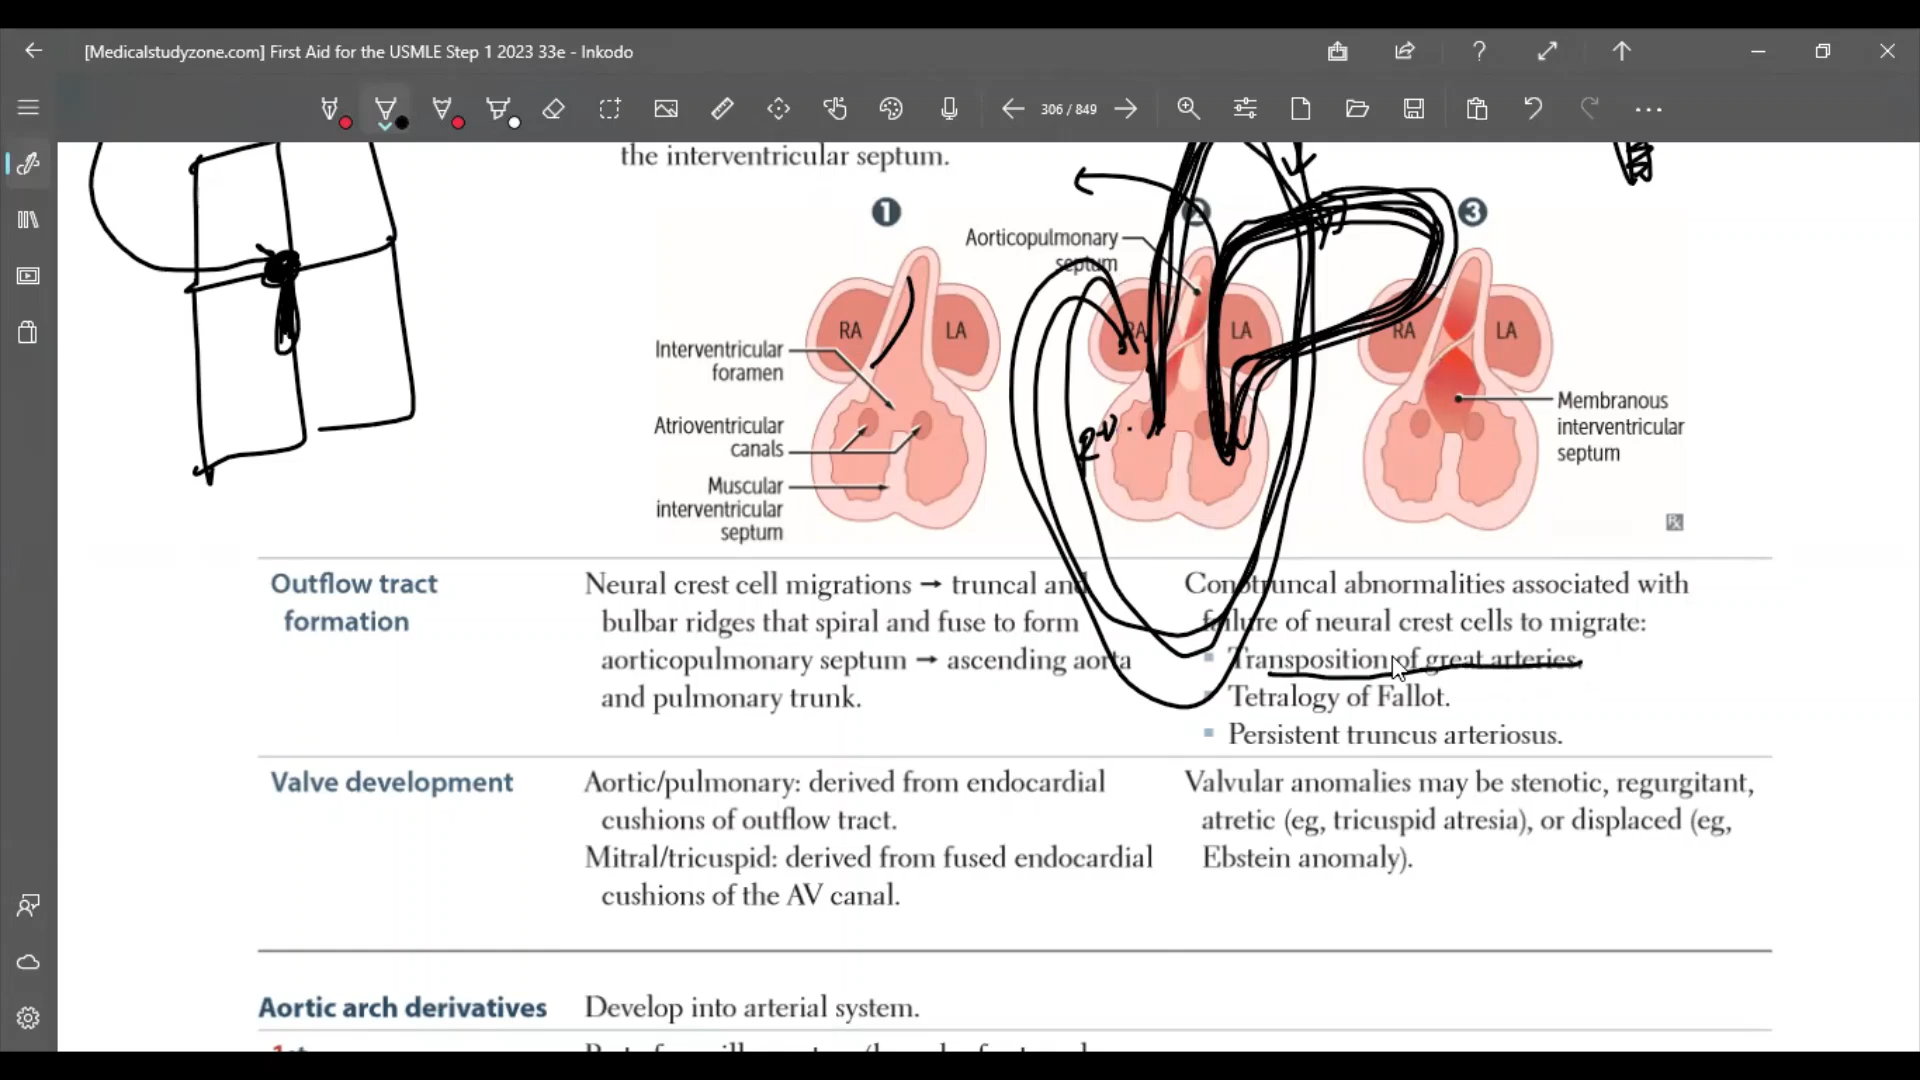 [Medicalstudyzone.com] First Aid for the USMLE Step 1 2023 33e - Inkodo
306 / 849
the interventricular septum.
1
2
3
Aorticopulmonary
septum
RA
LA
RA
LA
RA
LA
Interventricular
foramen
Atrioventricular
canals
Muscular
interventricular
septum
Membranous
interventricular
septum
Rx
Outflow tract
formation
Neural crest cell migrations → truncal and
bulbar ridges that spiral and fuse to form
aorticopulmonary septum → ascending aorta
and pulmonary trunk.
Conotruncal abnormalities associated with
failure of neural crest cells to migrate:
▪ Transposition of great arteries.
Tetralogy of Fallot.
▪ Persistent truncus arteriosus.
Valve development
Aortic/pulmonary: derived from endocardial
cushions of outflow tract.
Mitral/tricuspid: derived from fused endocardial
cushions of the AV canal.
Valvular anomalies may be stenotic, regurgitant,
atretic (eg, tricuspid atresia), or displaced (eg,
Ebstein anomaly).
Aortic arch derivatives
Develop into arterial system.